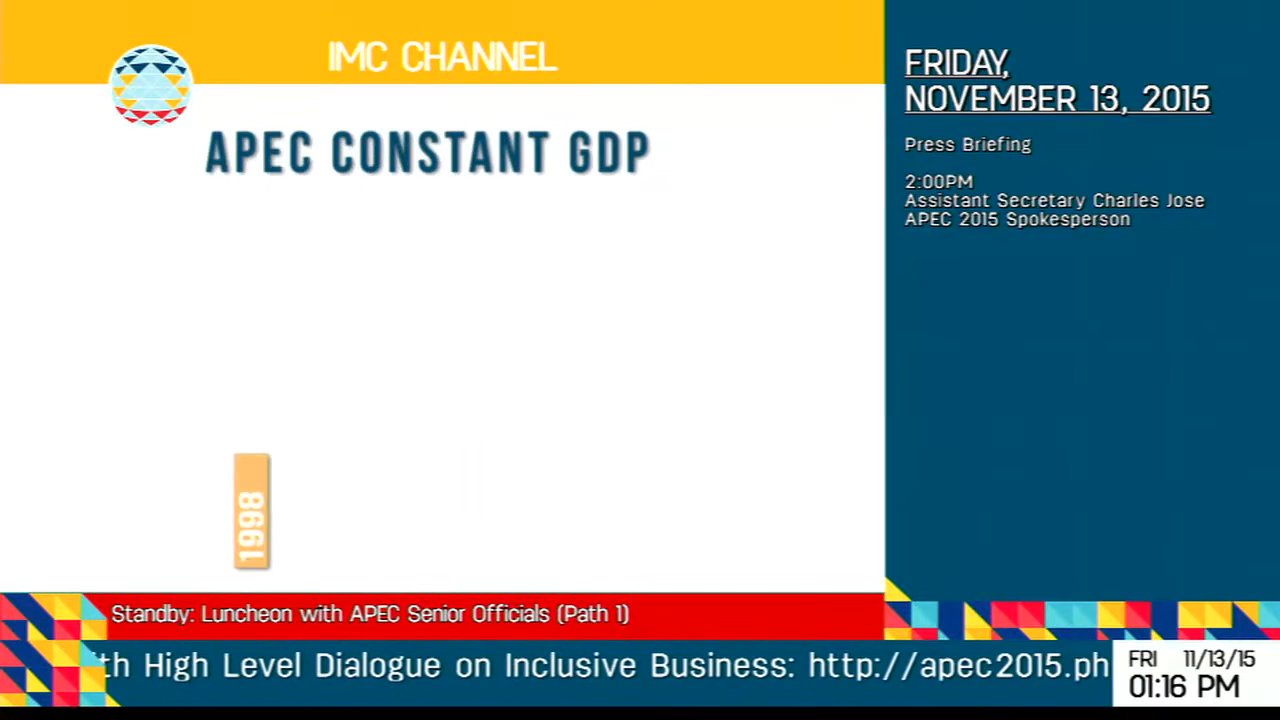 IMC CHANNEL
APEC CONSTANT GDP
1998
FRIDAY,
NOVEMBER 13, 2015
Press Briefing
2:00PM
Assistant Secretary Charles Jose
APEC 2015 Spokesperson
Standby: Luncheon with APEC Senior Officials (Path 1)
High Level Dialogue on Inclusive Business: http://apec2015.ph
FRI 11/13/15
01:16 PM